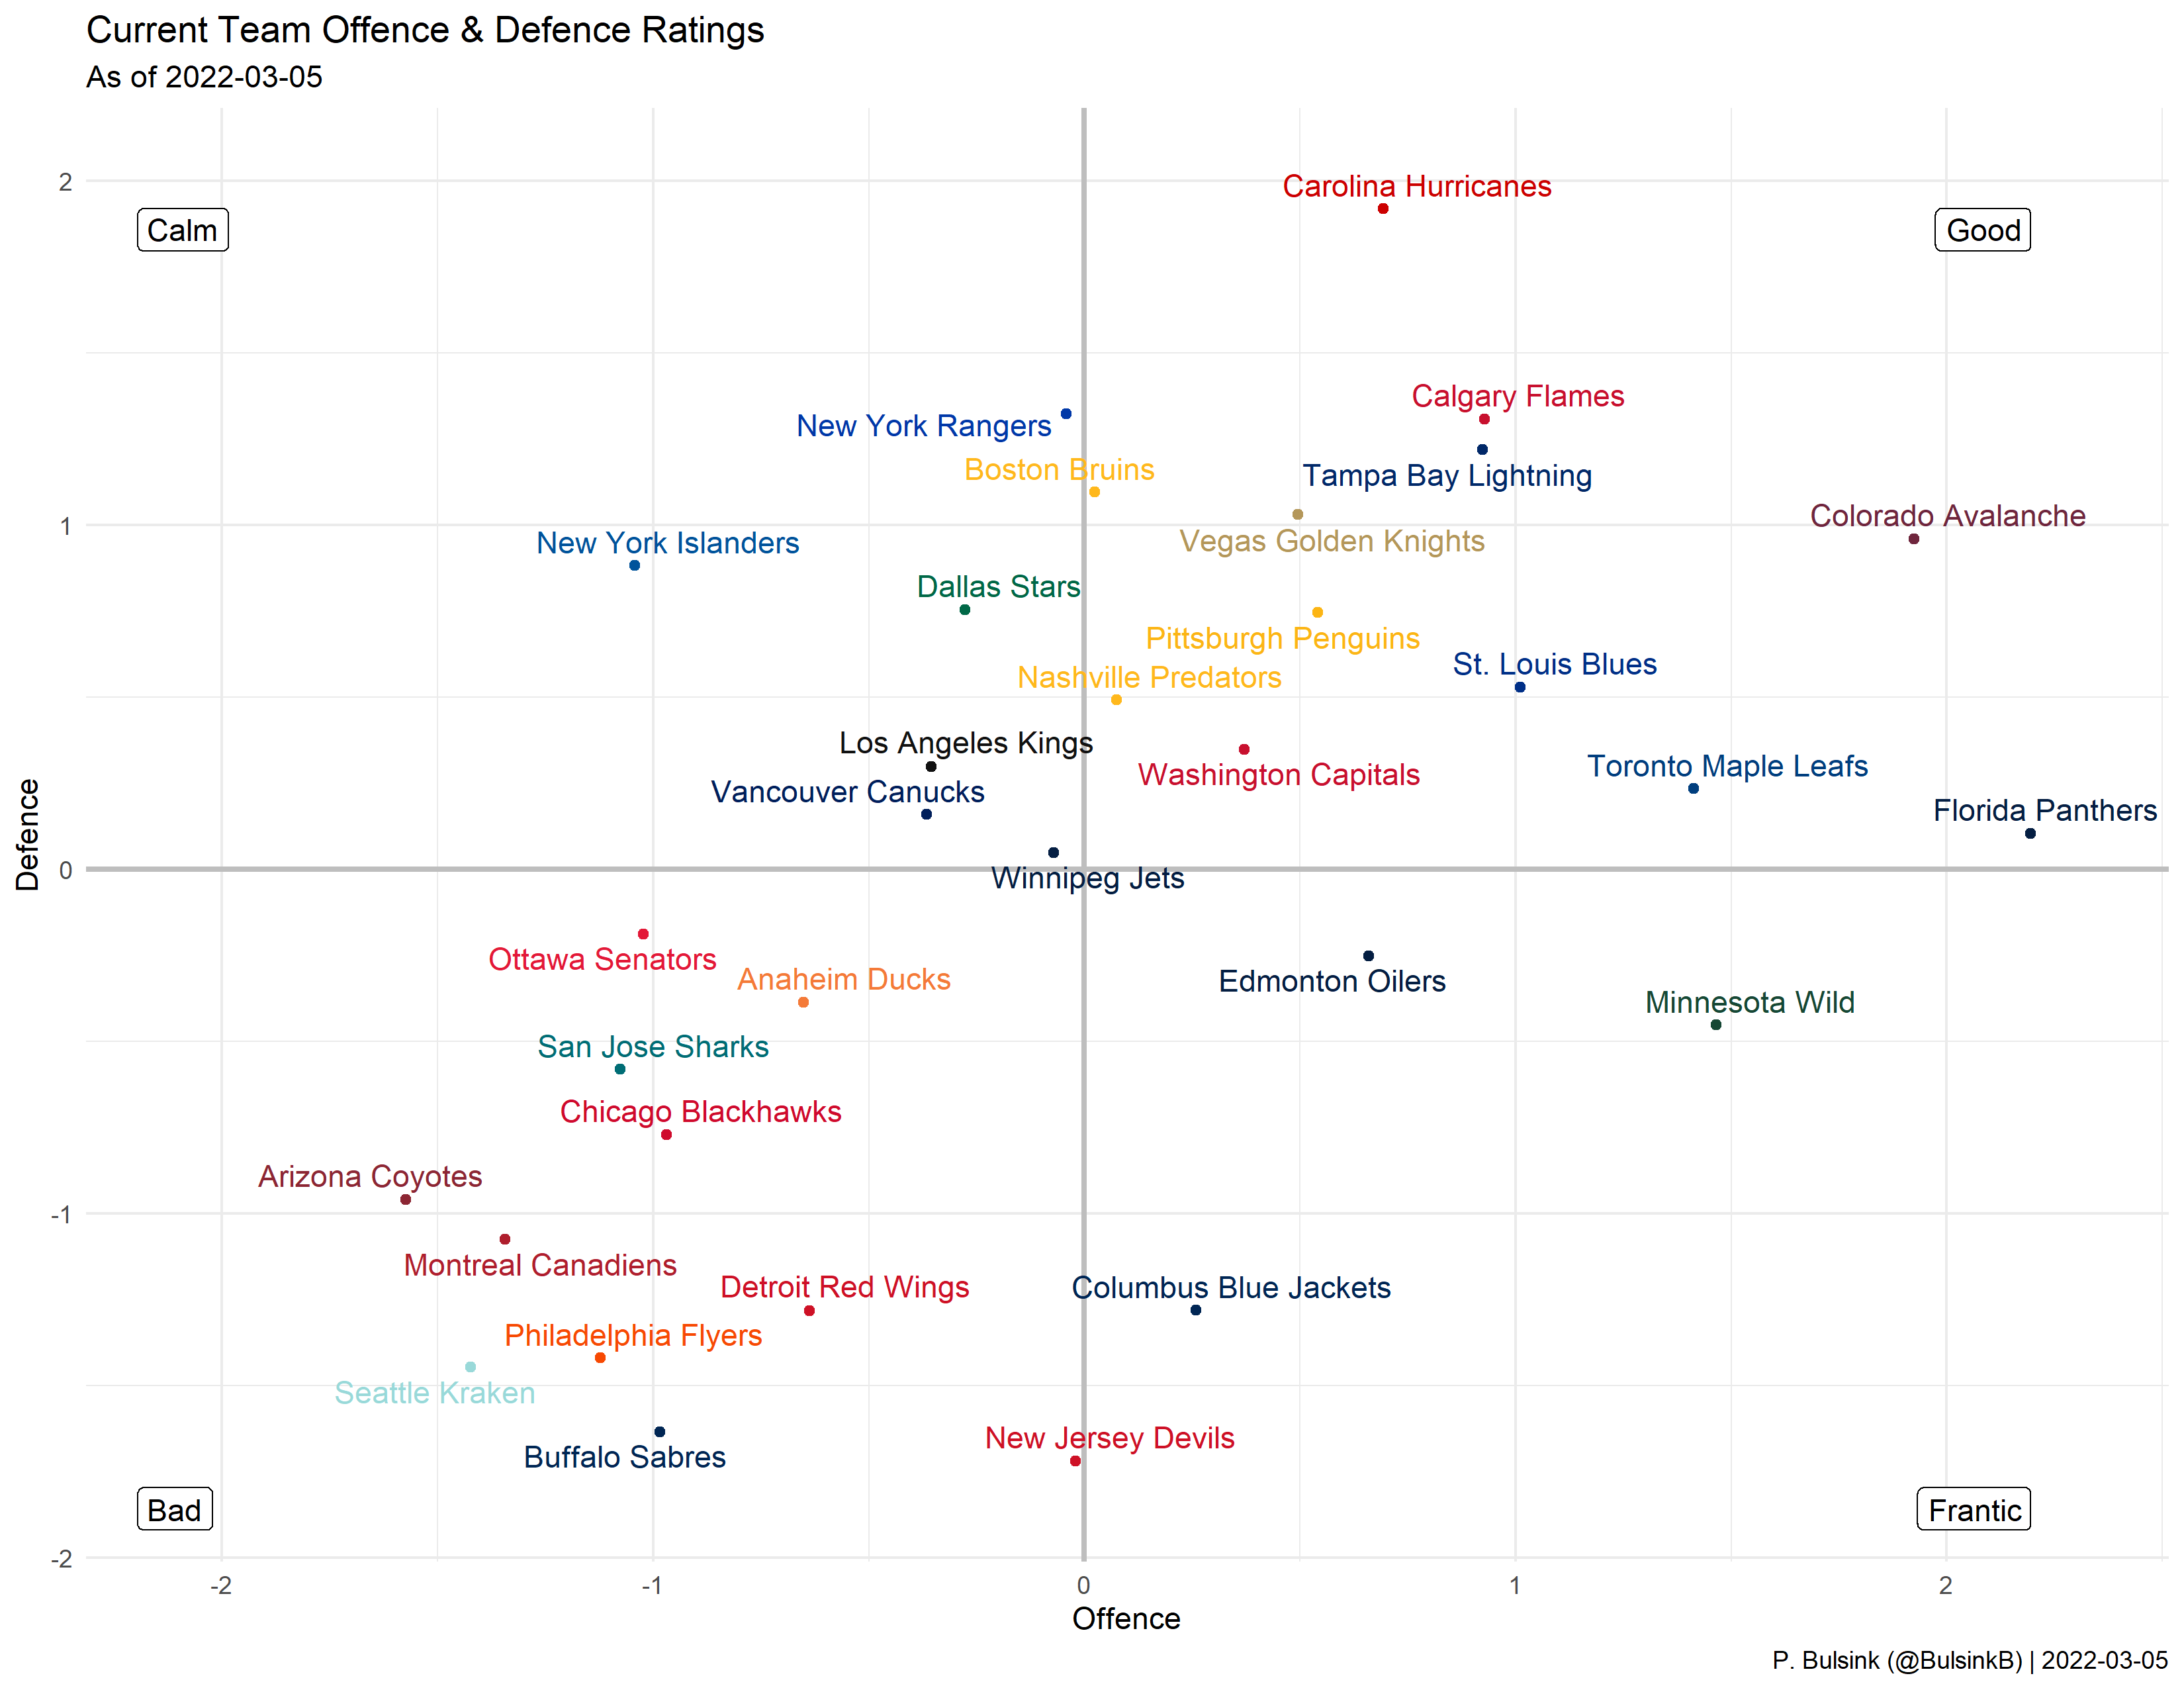 Current Team Offence & Defence Ratings
As of 2022-03-05
2
Carolina Hurricanes
Calm
Good
Calgary Flames
New York Rangers
Boston Bruins
Tampa Bay Lightning
1
Colorado Avalanche
Vegas Golden Knights
New York Islanders
Dallas Stars
Pittsburgh Penguins
St. Louis Blues
Nashville Predators
Los Angeles Kings
Washington Capitals
Toronto Maple Leafs
Vancouver Canucks
Florida Panthers
Defence
0
Winnipeg Jets
Ottawa Senators
Anaheim Ducks
Edmonton Oilers
Minnesota Wild
San Jose Sharks
Chicago Blackhawks
Arizona Coyotes
-1
Montreal Canadiens
Detroit Red Wings
Columbus Blue Jackets
Philadelphia Flyers
Seattle Kraken
New Jersey Devils
Buffalo Sabres
Bad
Frantic
-2
-2
-1
0
1
2
Offence
P. Bulsink (@BulsinkB) | 2022-03-05